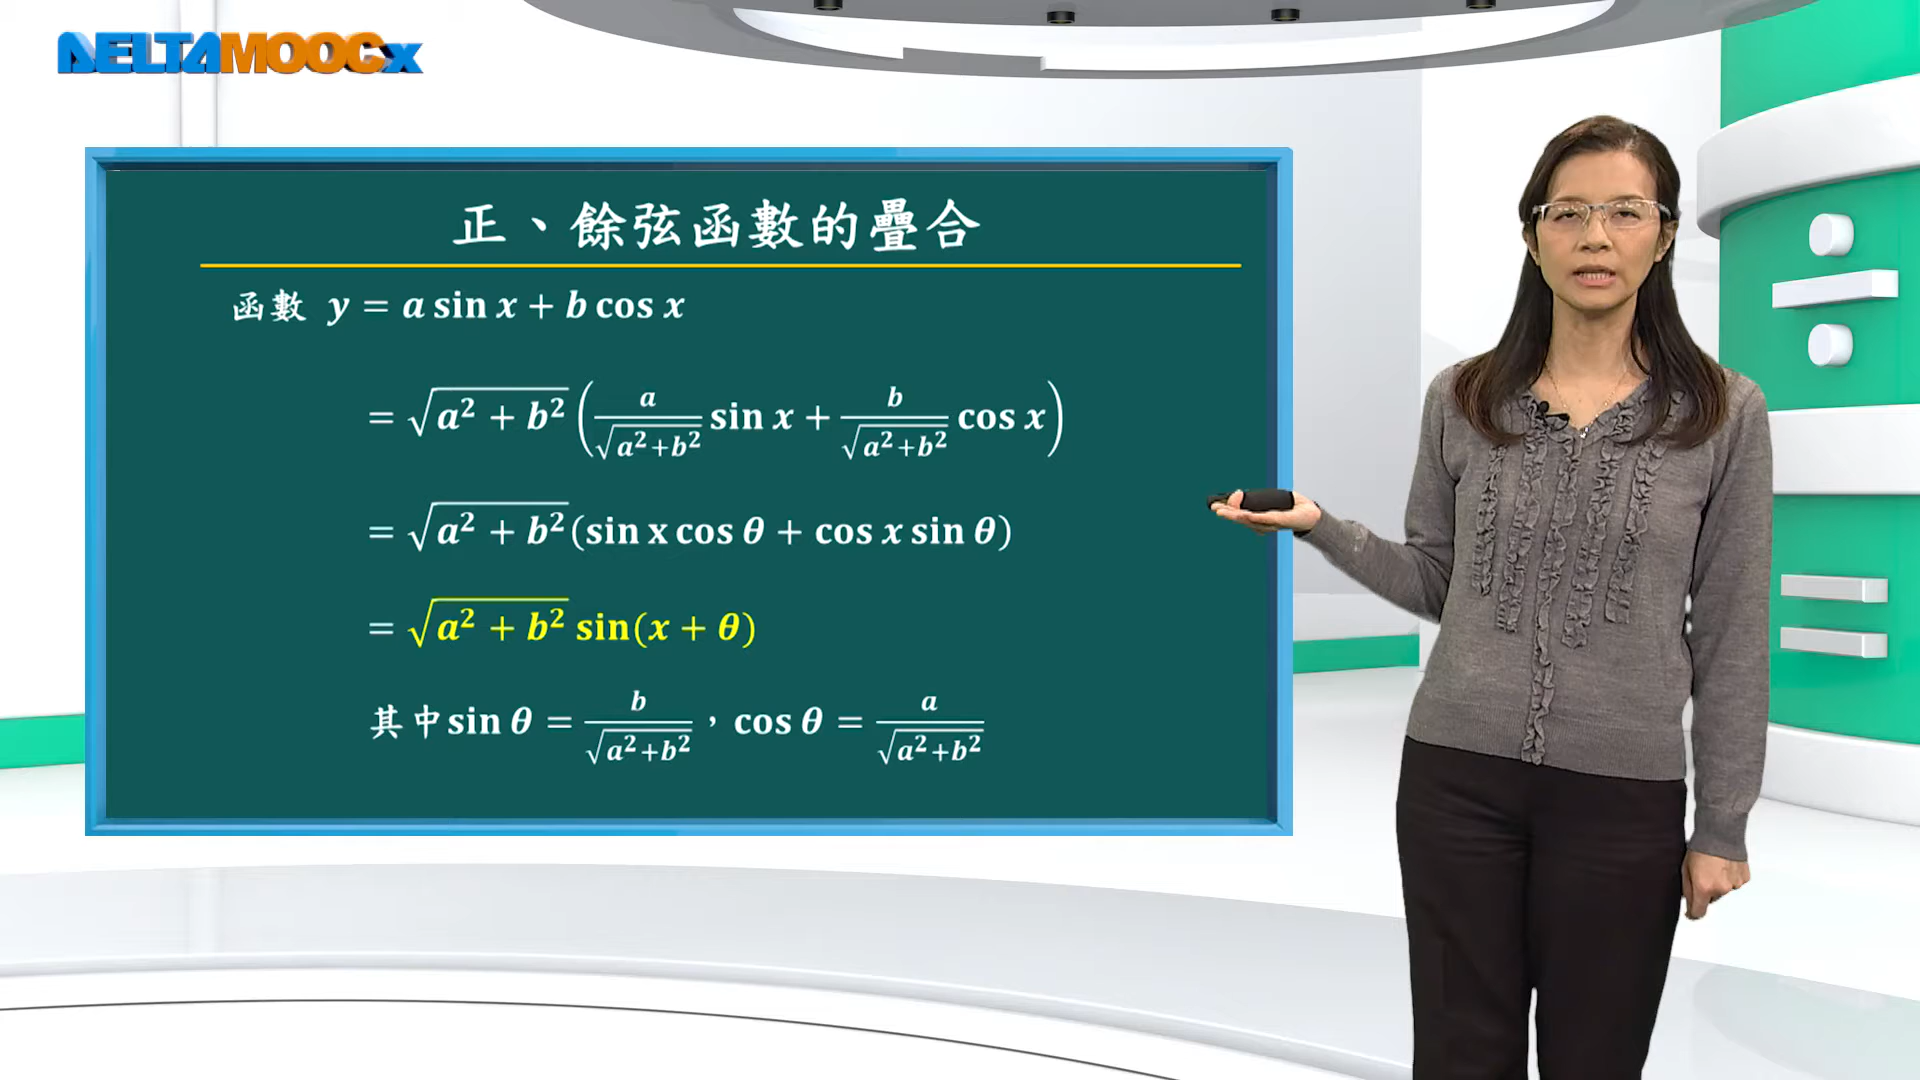 DELTAMOOCx
正、餘弦函數的疊合
函數 y = a sin x + b cos x
= √(a² + b²) (a/√(a²+b²) sin x + b/√(a²+b²) cos x)
= √(a² + b²) (sin x cos θ + cos x sin θ)
= √(a² + b²) sin(x + θ)
其中 sin θ = b/√(a²+b²)，cos θ = a/√(a²+b²)